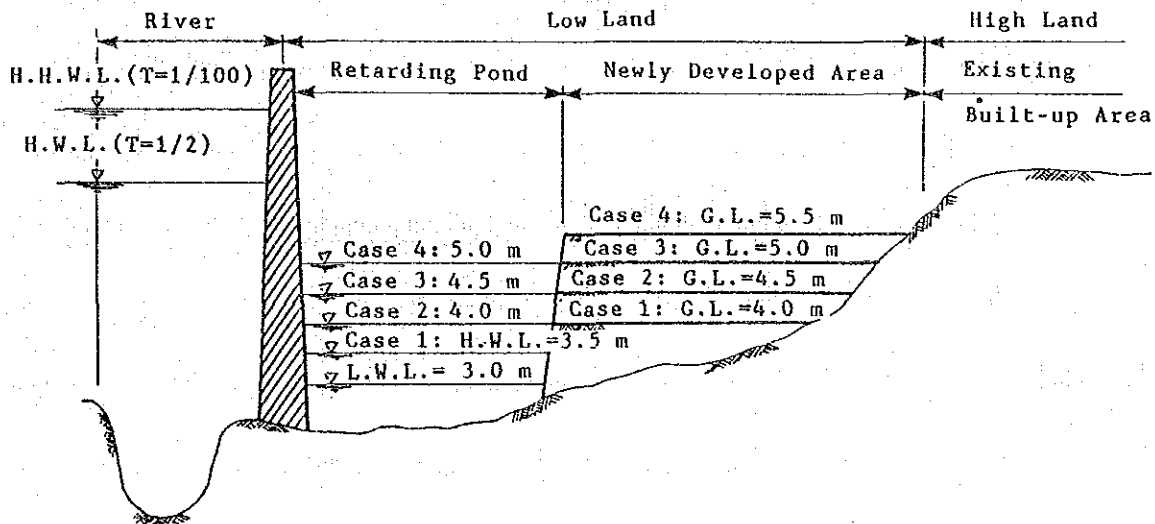 River Low Land High Land
H.H.W.L.(T=1/100) Retarding Pond Newly Developed Area Existing
Built-up Area
H.W.L.(T=1/2)
Case 4: G.L.=5.5 m
Case 4: 5.0 m Case 3: G.L.=5.0 m
Case 3: 4.5 m Case 2: G.L.=4.5 m
Case 2: 4.0 m Case 1: G.L.=4.0 m
Case 1: H.W.L.=3.5 m
L.W.L.= 3.0 m